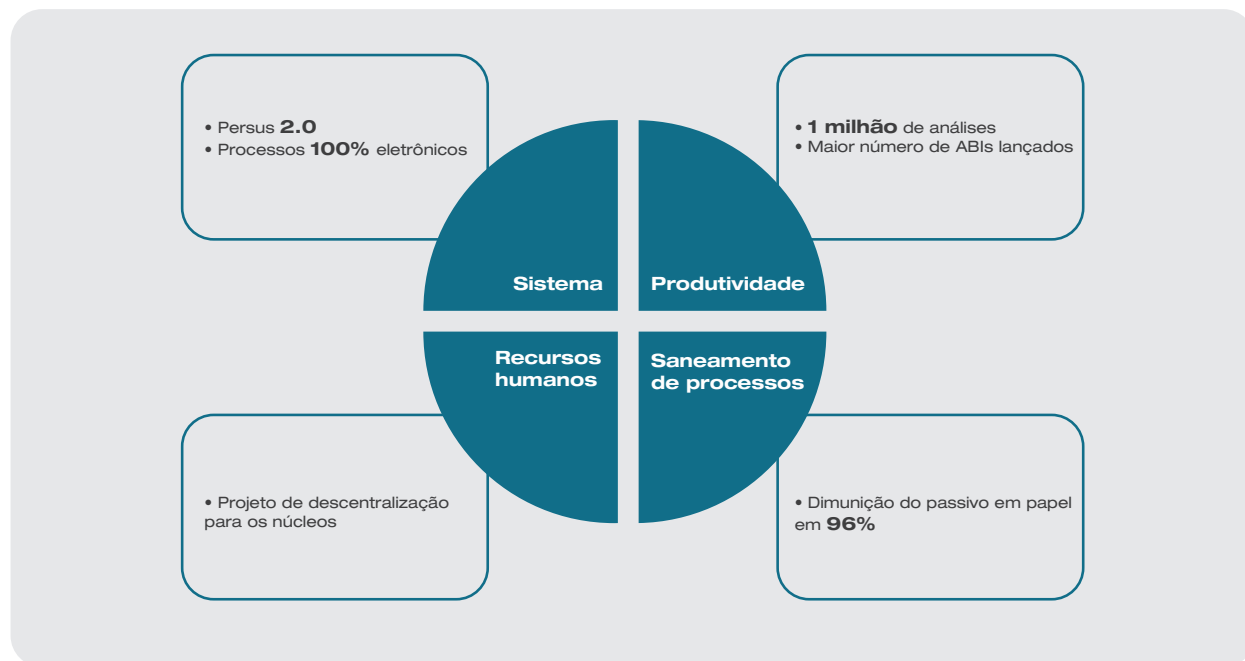 • Persus 2.0
• Processos 100% eletrônicos
• 1 milhão de análises
• Maior número de ABIs lançados
Sistema
Produtividade
Recursos
humanos
Saneamento
de processos
• Projeto de descentralização
para os núcleos
• Dimunição do passivo em papel
em 96%